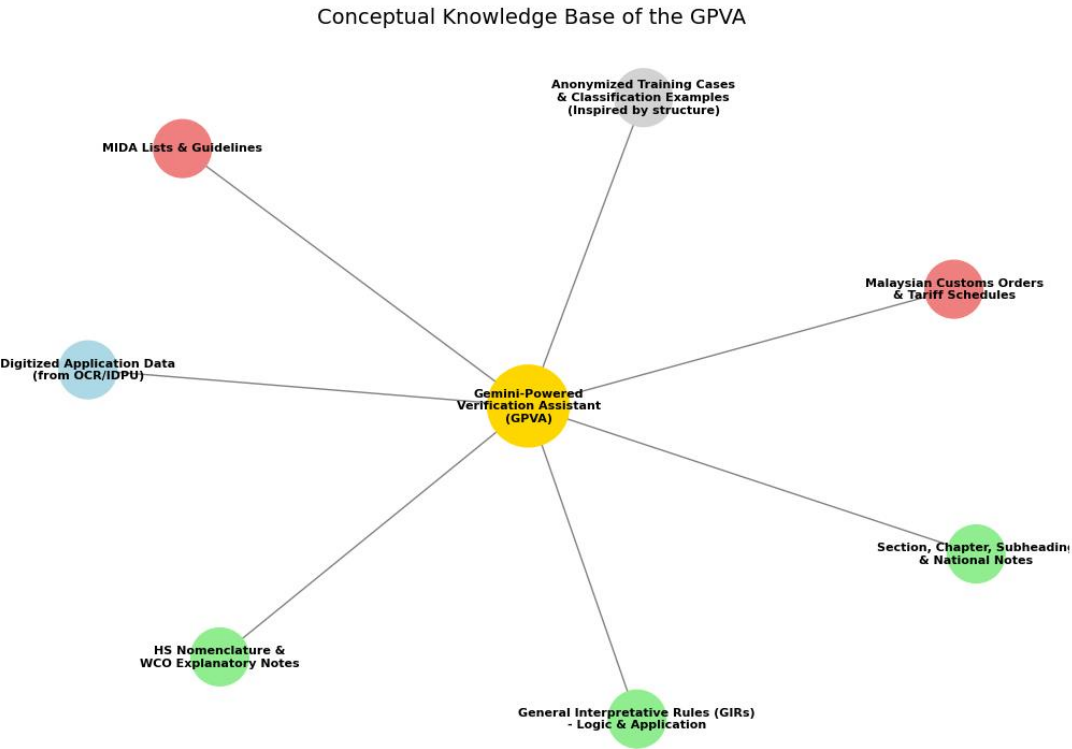 Conceptual Knowledge Base of the GPVA
Anonymized Training Cases
& Classification Examples
(Inspired by structure)
MIDA Lists & Guidelines
Malaysian Customs Orders
& Tariff Schedules
Digitized Application Data
(from OCR/IDPU)
Gemini-Powered
Verification Assistant
(GPVA)
Section, Chapter, Subheading
& National Notes
HS Nomenclature &
WCO Explanatory Notes
General Interpretative Rules (GIRs)
- Logic & Application